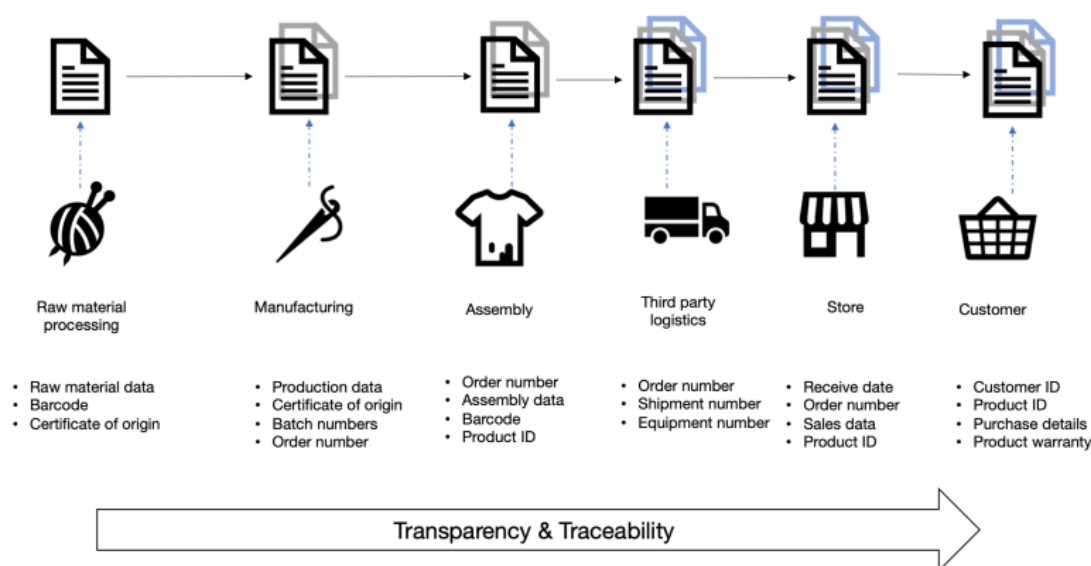 Raw material
processing
Manufacturing
Assembly
Third party
logistics
Store
Customer
• Raw material data
• Barcode
• Certificate of origin
• Production data
• Certificate of origin
• Batch numbers
• Order number
• Order number
• Assembly data
• Barcode
• Product ID
• Order number
• Shipment number
• Equipment number
• Receive date
• Order number
• Sales data
• Product ID
• Customer ID
• Product ID
• Purchase details
• Product warranty
Transparency & Traceability